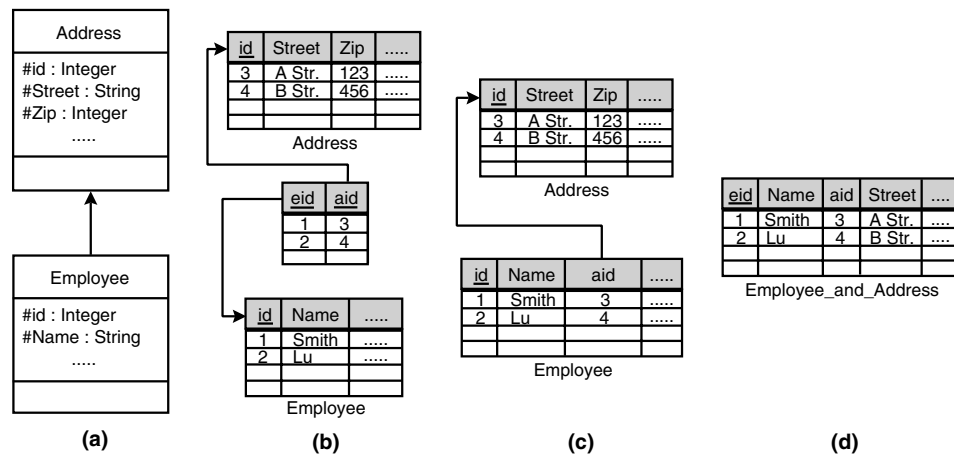 Address
#id : Integer
#Street : String
#Zip : Integer
.....
Employee
#id : Integer
#Name : String
.....
(a)
id Street Zip .....
3 A Str. 123 .....
4 B Str. 456 .....
Address
eid aid
1 3
2 4
id Name .....
1 Smith .....
2 Lu .....
Employee
(b)
id Street Zip .....
3 A Str. 123 .....
4 B Str. 456 .....
Address
id Name aid .....
1 Smith 3 .....
2 Lu 4 .....
Employee
(c)
eid Name aid Street ....
1 Smith 3 A Str. ....
2 Lu 4 B Str. ....
Employee_and_Address
(d)